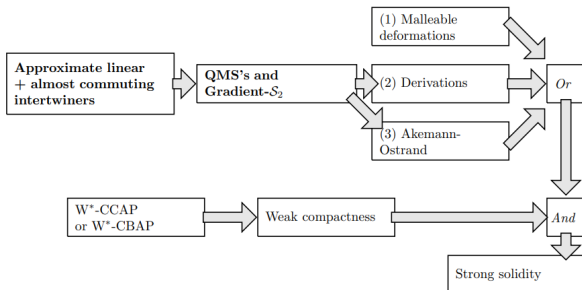 (1) Malleable
deformations
Approximate linear
+ almost commuting
intertwiners
QMS's and
Gradient-𝒮₂
(2) Derivations
Or
(3) Akemann-
Ostrand
W*-CCAP
or W*-CBAP
Weak compactness
And
Strong solidity